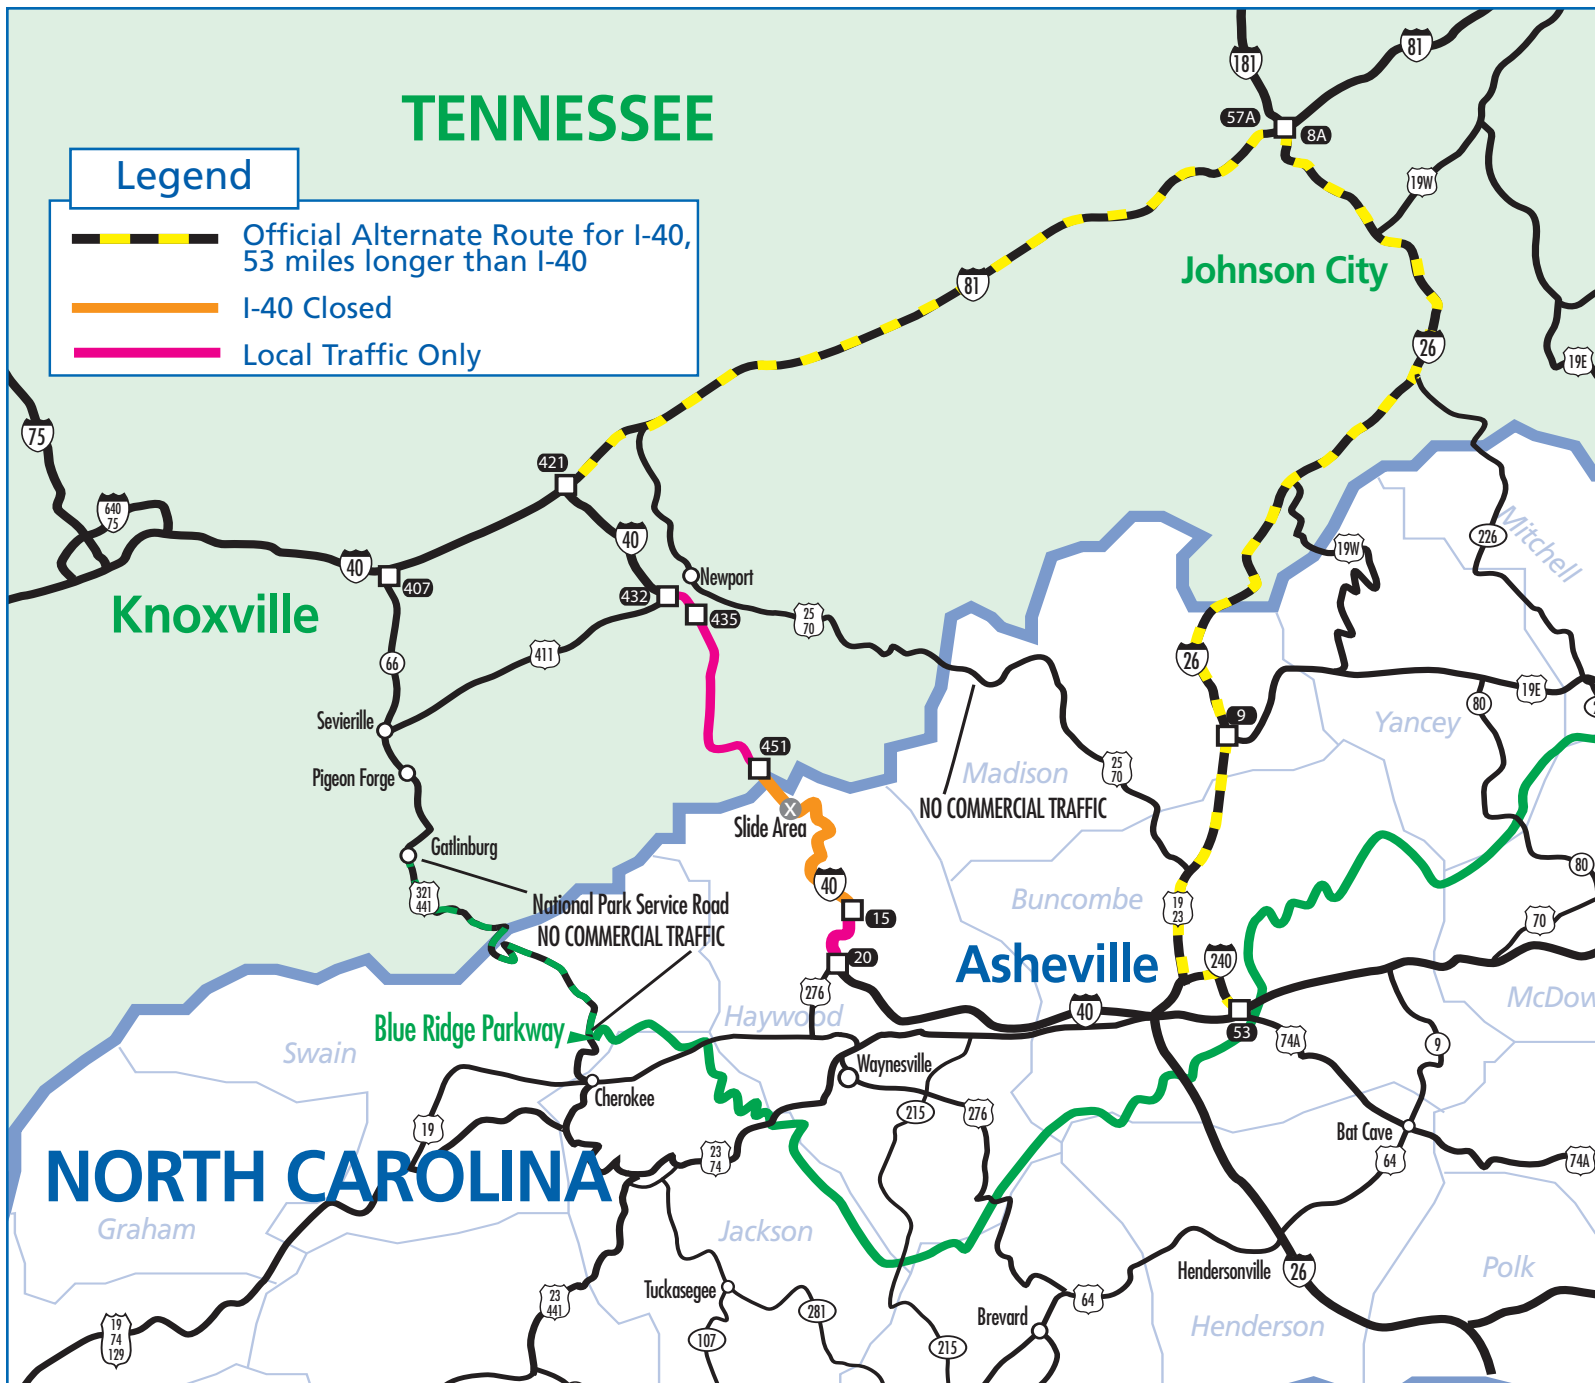 TENNESSEE
Legend
Official Alternate Route for I-40,
53 miles longer than I-40
I-40 Closed
Local Traffic Only
181
81
57A
8A
19W
Johnson City
81
26
19E
75
421
640
75
40
40
407
Knoxville
432
Newport
435
25
70
411
66
226
Mitchell
19W
26
Sevierille
Pigeon Forge
451
9
19E
80
Yancey
Madison
25
70
NO COMMERCIAL TRAFFIC
X
Slide Area
Gatlinburg
321
441
National Park Service Road
NO COMMERCIAL TRAFFIC
40
15
20
Buncombe
19
23
80
70
Asheville
240
276
Haywood
40
53
McDow
Blue Ridge Parkway
Swain
74A
9
Waynesville
Cherokee
215
276
19
Bat Cave
64
74A
23
74
NORTH CAROLINA
Graham
Jackson
Hendersonville
26
Polk
Tuckasegee
23
441
281
64
Brevard
Henderson
19
74
129
107
215